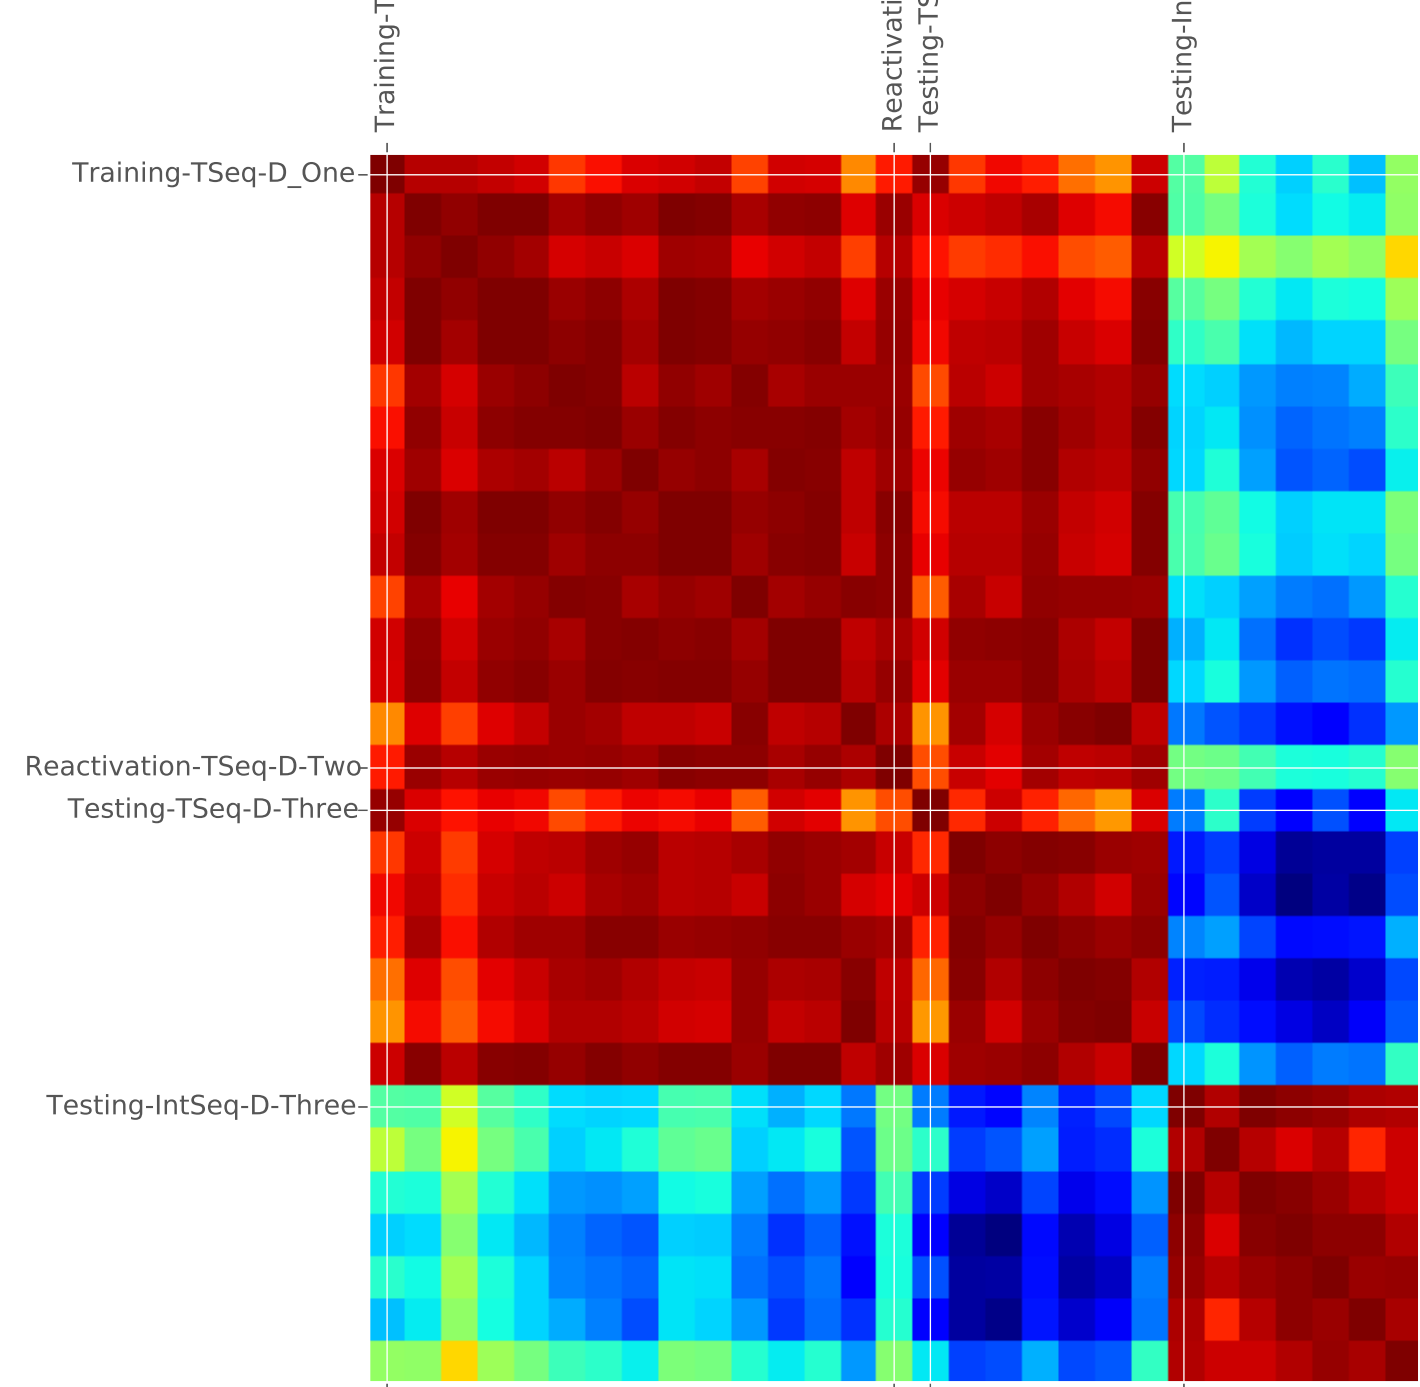 Training-T
Reactivati
Testing-TS
Testing-In
Training-TSeq-D_One
Reactivation-TSeq-D-Two
Testing-TSeq-D-Three
Testing-IntSeq-D-Three